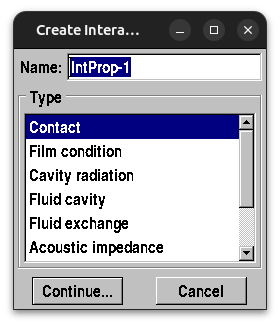 Create Intera...
Name: IntProp-1
Type
Contact
Film condition
Cavity radiation
Fluid cavity
Fluid exchange
Acoustic impedance
Continue... Cancel